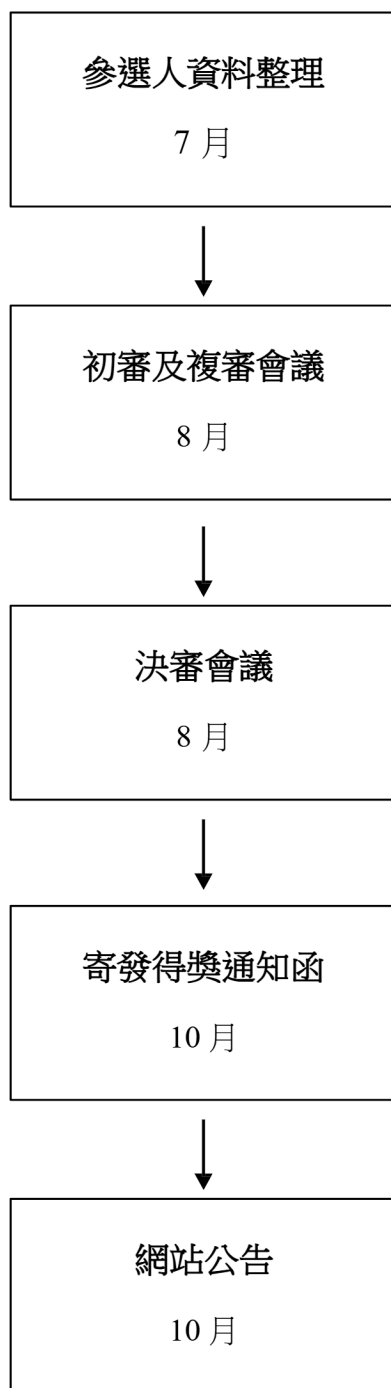 參選人資料整理
7 月
初審及複審會議
8 月
決審會議
8 月
寄發得獎通知函
10 月
網站公告
10 月